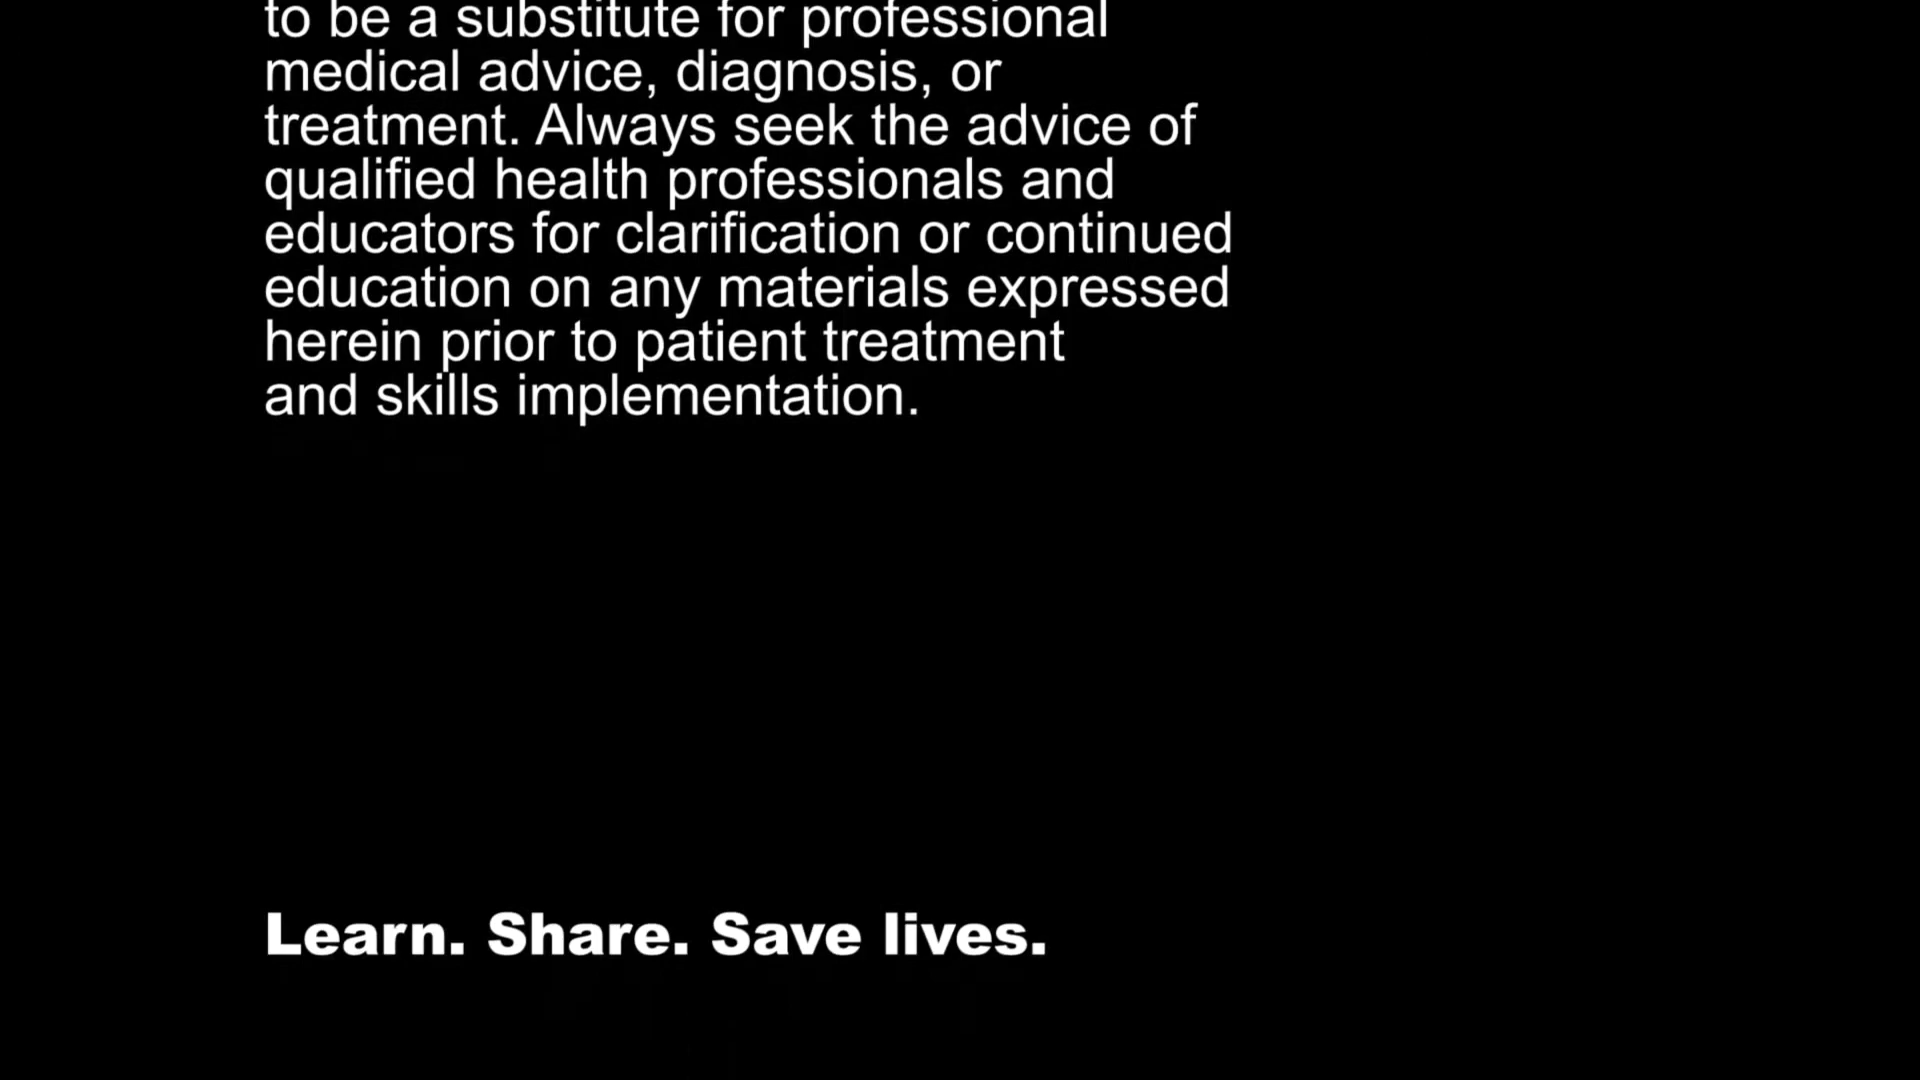 to be a substitute for professional
medical advice, diagnosis, or
treatment. Always seek the advice of
qualified health professionals and
educators for clarification or continued
education on any materials expressed
herein prior to patient treatment
and skills implementation.
Learn. Share. Save lives.